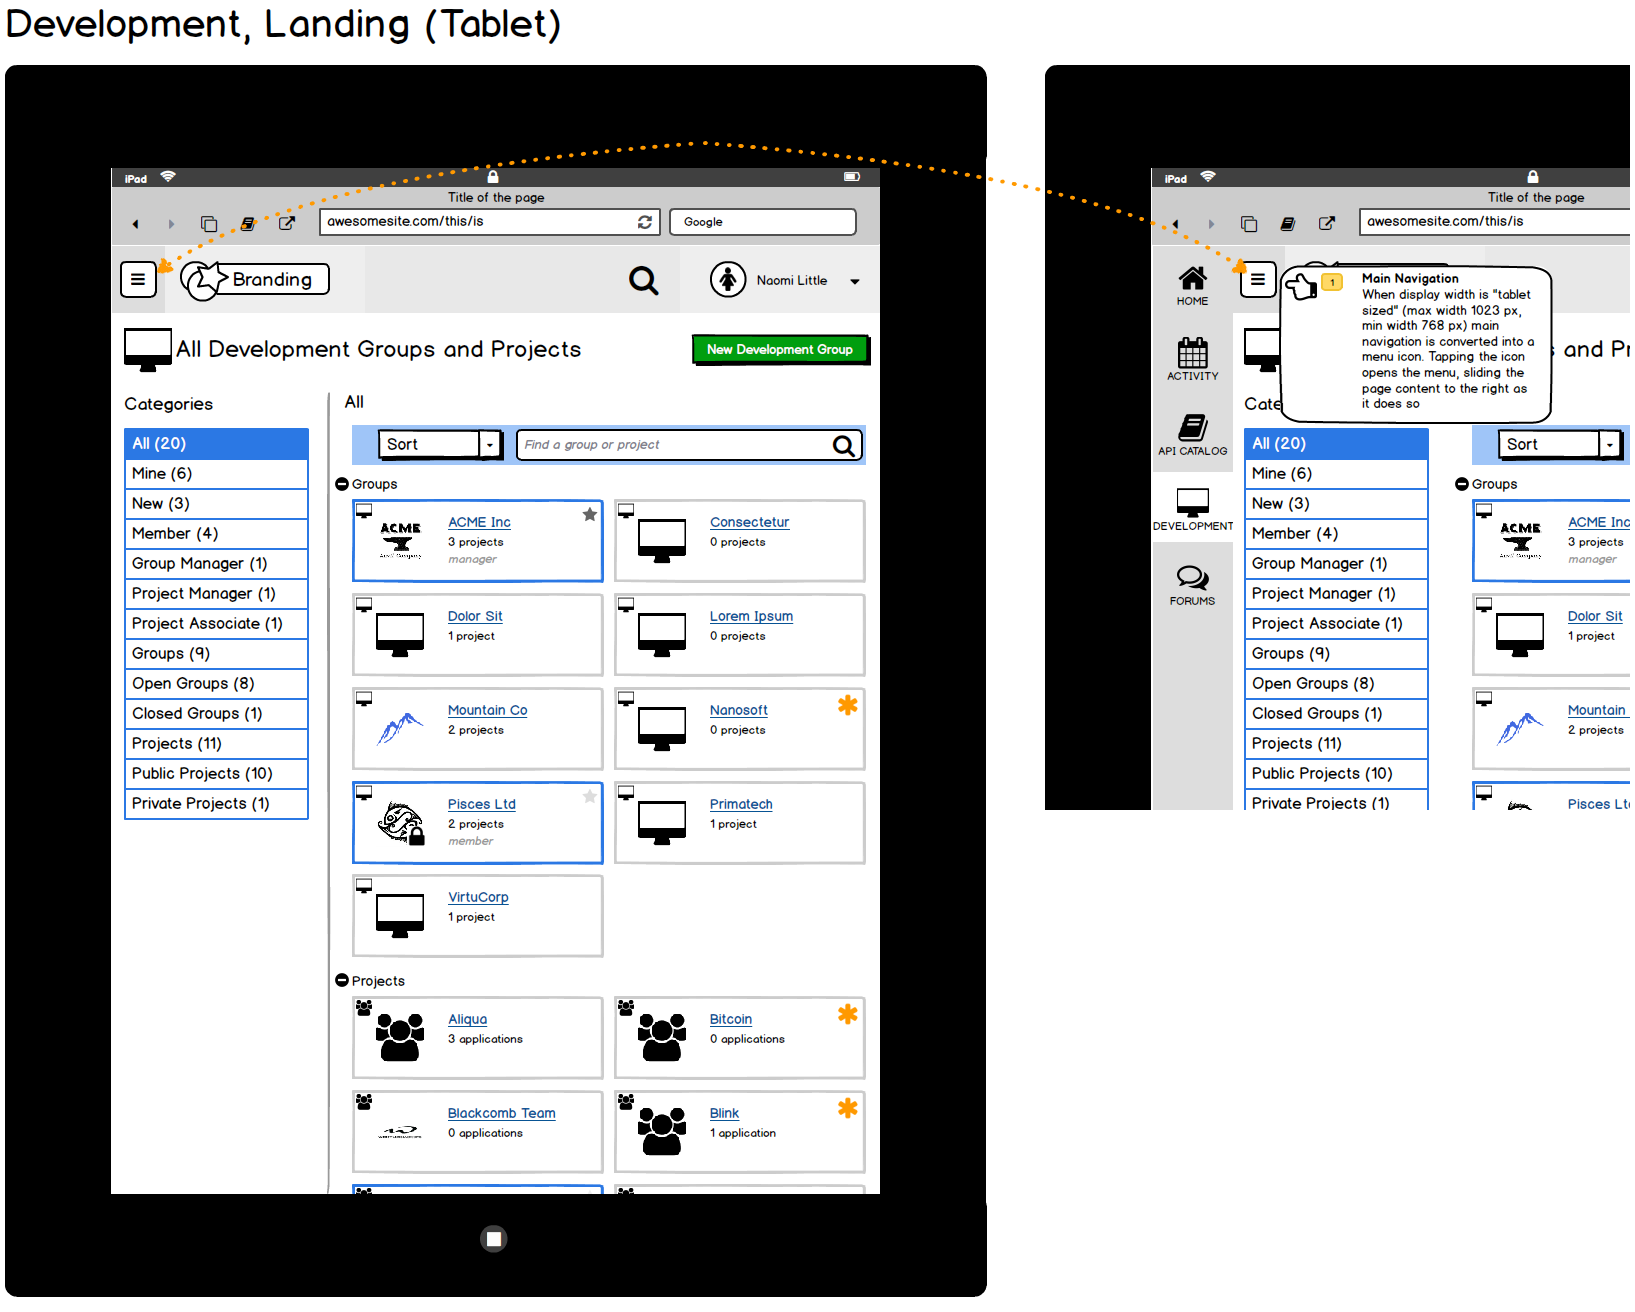 Development, Landing (Tablet)
iPad
Title of the page
awesomesite.com/this/is
Google
Branding
Naomi Little
All Development Groups and Projects
New Development Group
Categories
All (20)
Mine (6)
New (3)
Member (4)
Group Manager (1)
Project Manager (1)
Project Associate (1)
Groups (9)
Open Groups (8)
Closed Groups (1)
Projects (11)
Public Projects (10)
Private Projects (1)
All
Sort
Find a group or project
Groups
ACME
ACME Inc
3 projects
manager
Consectetur
0 projects
Dolor Sit
1 project
Lorem Ipsum
0 projects
Mountain Co
2 projects
Nanosoft
0 projects
Pisces Ltd
2 projects
member
Primatech
1 project
VirtuCorp
1 project
Projects
Aliqua
3 applications
Bitcoin
0 applications
Blackcomb Team
0 applications
Blink
1 application
iPad
Title of the page
awesomesite.com/this/is
HOME
ACTIVITY
API CATALOG
DEVELOPMENT
FORUMS
1
Main Navigation
When display width is "tablet
sized" (max width 1023 px,
min width 768 px) main
navigation is converted into a
menu icon. Tapping the icon
opens the menu, sliding the
page content to the right as
it does so
s and Pr
Cate
All (20)
Mine (6)
New (3)
Member (4)
Group Manager (1)
Project Manager (1)
Project Associate (1)
Groups (9)
Open Groups (8)
Closed Groups (1)
Projects (11)
Public Projects (10)
Private Projects (1)
Sort
Groups
ACME
ACME Inc
3 projects
manager
Dolor Sit
1 project
Mountain
2 projects
Pisces Ltd